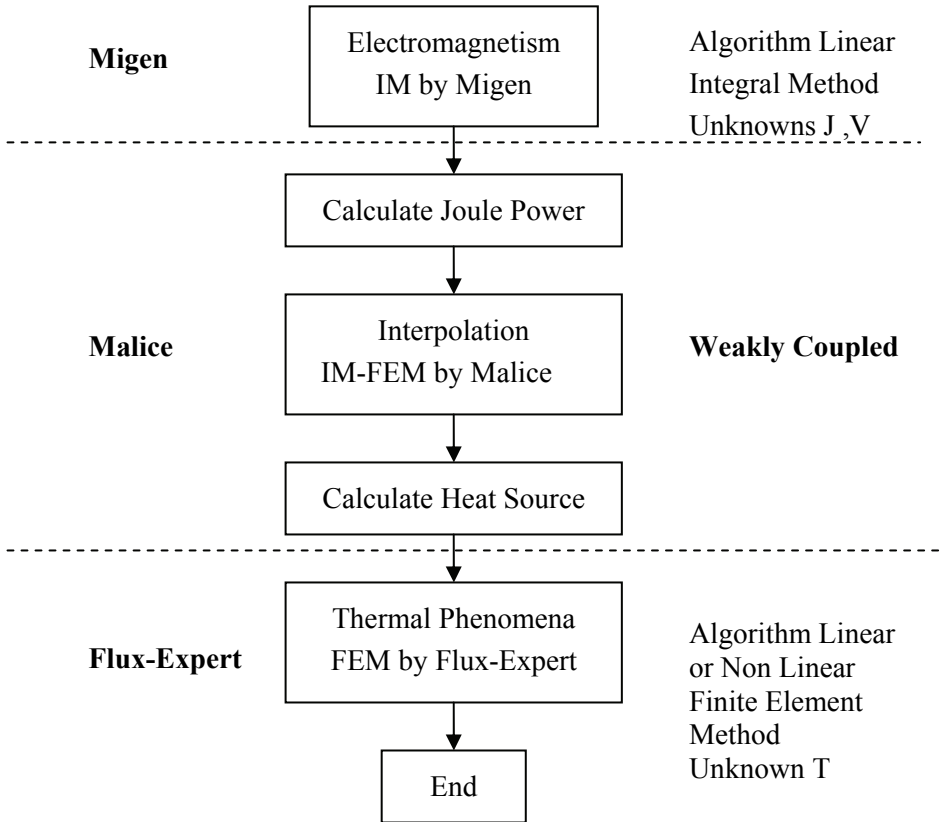 Migen
Electromagnetism
IM by Migen
Algorithm Linear
Integral Method
Unknowns J ,V
Calculate Joule Power
Malice
Interpolation
IM-FEM by Malice
Weakly Coupled
Calculate Heat Source
Flux-Expert
Thermal Phenomena
FEM by Flux-Expert
Algorithm Linear
or Non Linear
Finite Element
Method
Unknown T
End